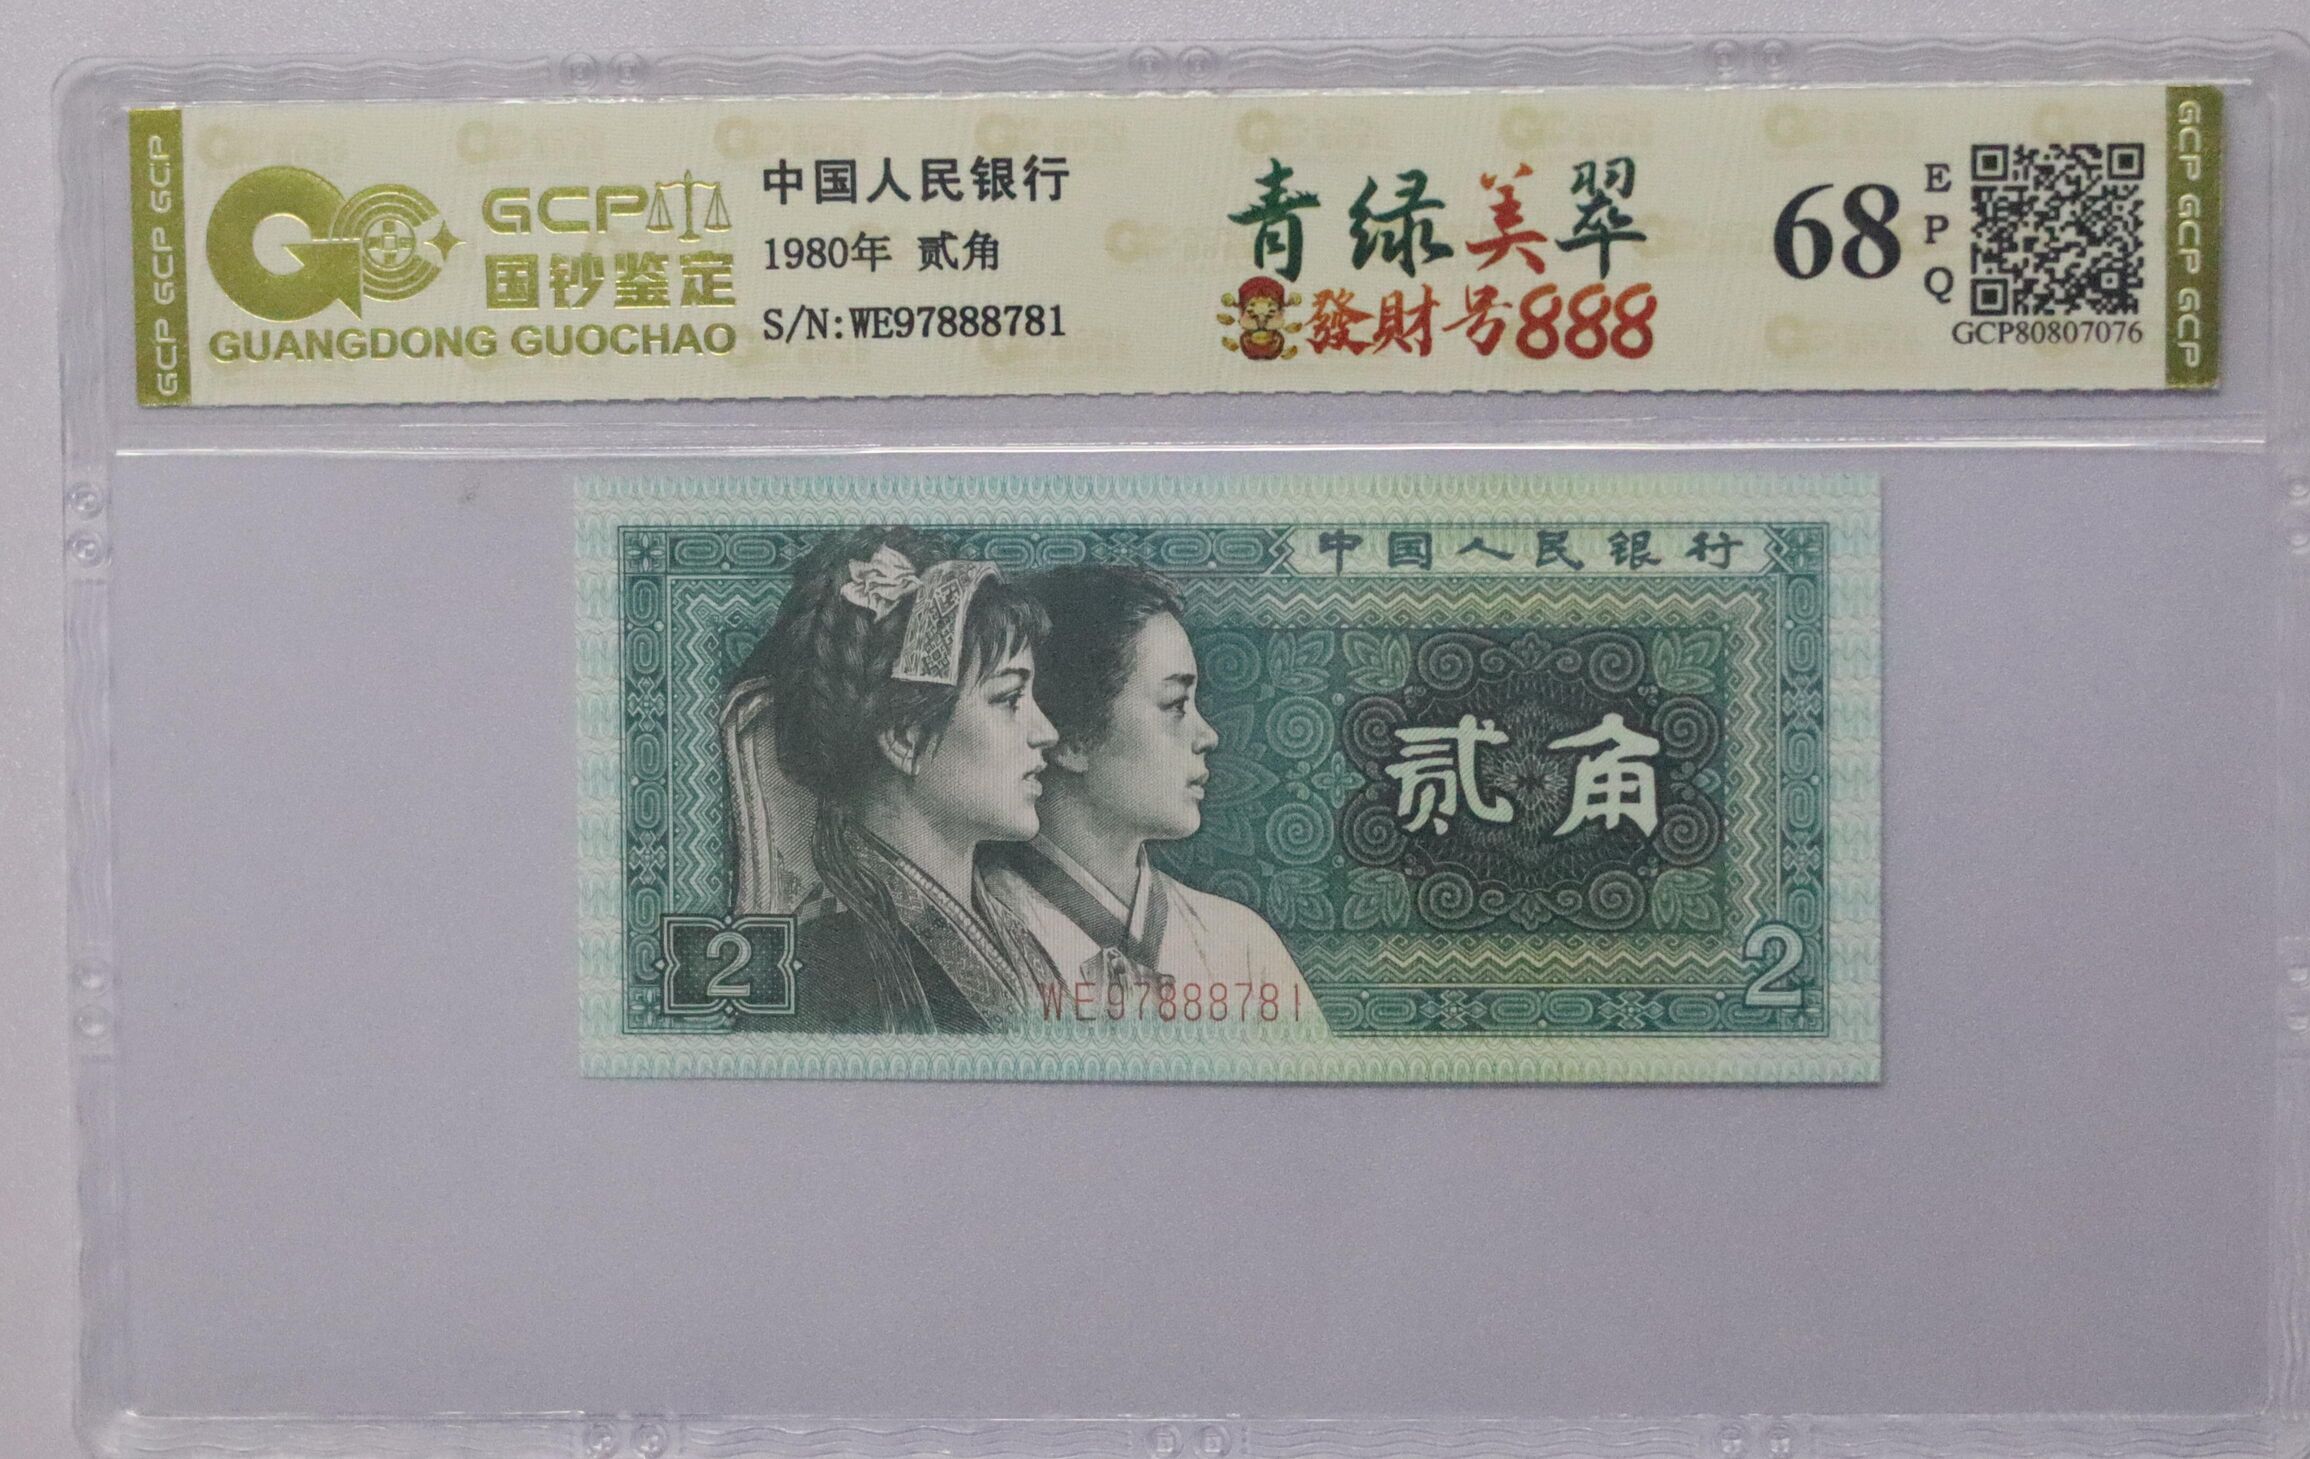 GCP GCP GCP
GCP
国钞鉴定
GUANGDONG GUOCHAO
中国人民银行
1980年 贰角
S/N:WE97888781
青绿美翠
發財号888
68
EPQ
GCP80807076
GCP GCP GCP
中国人民银行
贰角
2
2
WE97888781